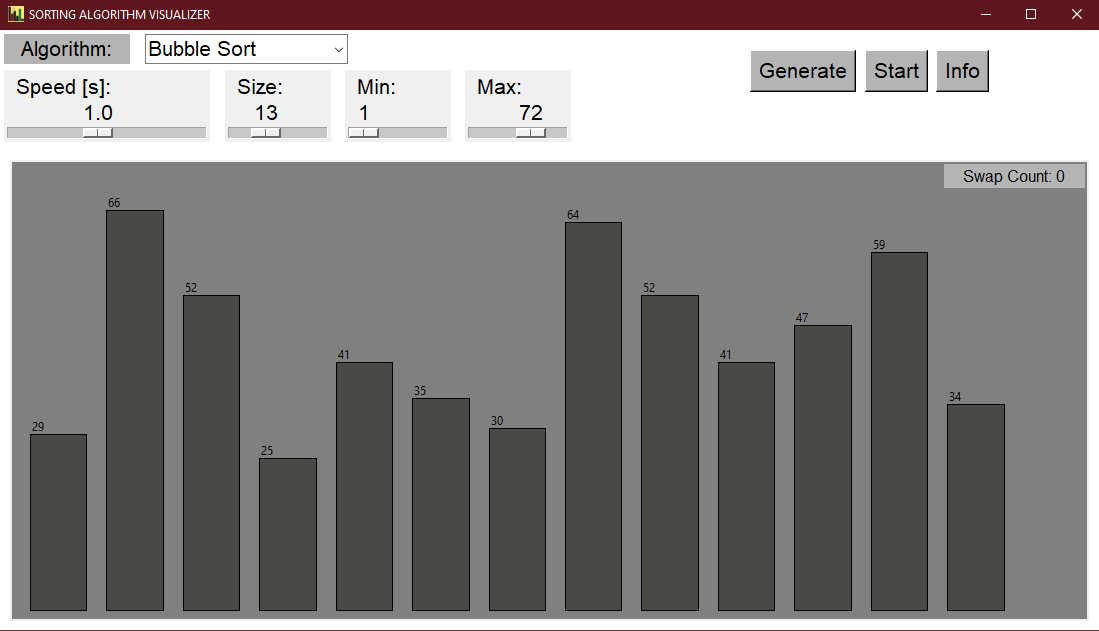 SORTING ALGORITHM VISUALIZER
Algorithm: Bubble Sort
Generate Start Info
Speed [s]: Size: Min: Max:
1.0 13 1 72
Swap Count: 0
66
64
59
52 52
47
41 41
35
34
30
29
25